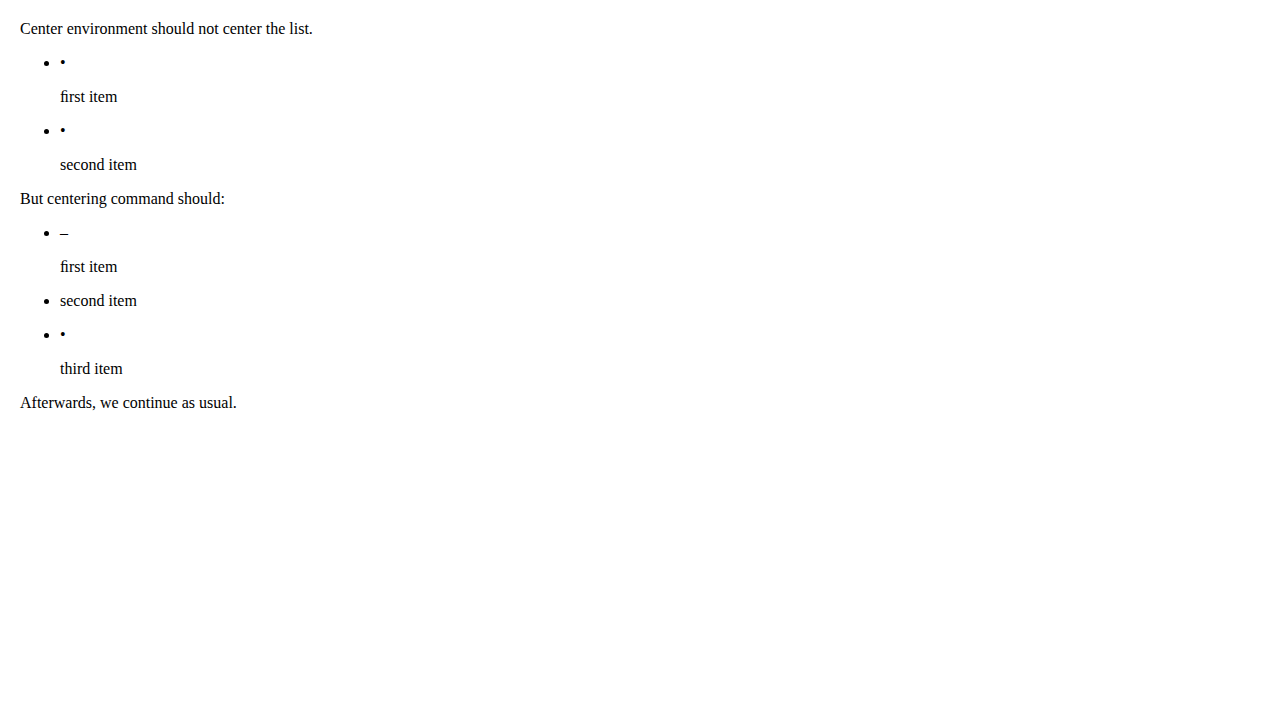 Center environment should not center the list.
• •
first item
• •
second item
But centering command should:
• –
first item
• second item
• •
third item
Afterwards, we continue as usual.